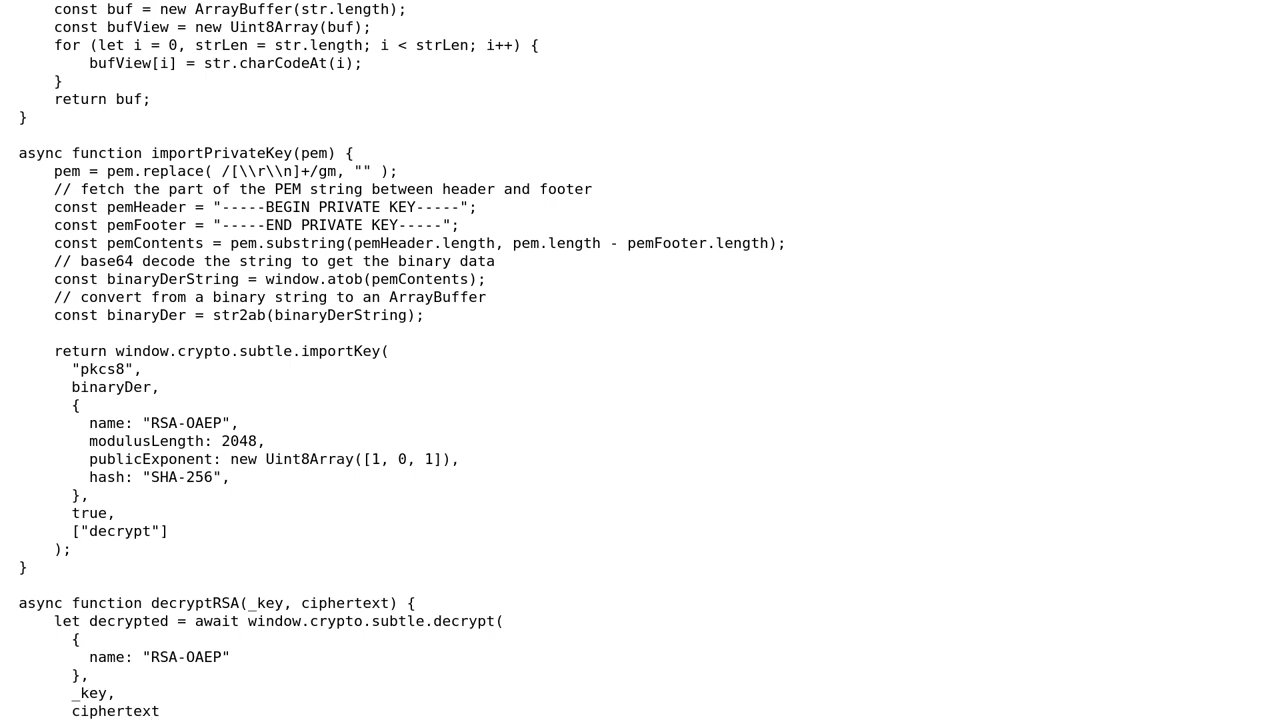 const buf = new ArrayBuffer(str.length);
    const bufView = new Uint8Array(buf);
    for (let i = 0, strLen = str.length; i < strLen; i++) {
        bufView[i] = str.charCodeAt(i);
    }
    return buf;
}

async function importPrivateKey(pem) {
    pem = pem.replace( /[\\r\\n]+/gm, "" );
    // fetch the part of the PEM string between header and footer
    const pemHeader = "-----BEGIN PRIVATE KEY-----";
    const pemFooter = "-----END PRIVATE KEY-----";
    const pemContents = pem.substring(pemHeader.length, pem.length - pemFooter.length);
    // base64 decode the string to get the binary data
    const binaryDerString = window.atob(pemContents);
    // convert from a binary string to an ArrayBuffer
    const binaryDer = str2ab(binaryDerString);

    return window.crypto.subtle.importKey(
      "pkcs8",
      binaryDer,
      {
        name: "RSA-OAEP",
        modulusLength: 2048,
        publicExponent: new Uint8Array([1, 0, 1]),
        hash: "SHA-256",
      },
      true,
      ["decrypt"]
    );
}

async function decryptRSA(_key, ciphertext) {
    let decrypted = await window.crypto.subtle.decrypt(
      {
        name: "RSA-OAEP"
      },
      _key,
      ciphertext